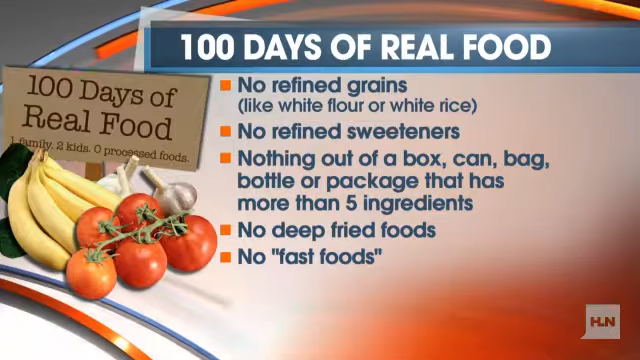 100 DAYS OF REAL FOOD
100 Days of
Real Food
1 family. 2 kids. 0 processed foods.
No refined grains
(like white flour or white rice)
No refined sweeteners
Nothing out of a box, can, bag,
bottle or package that has
more than 5 ingredients
No deep fried foods
No "fast foods"
HLN